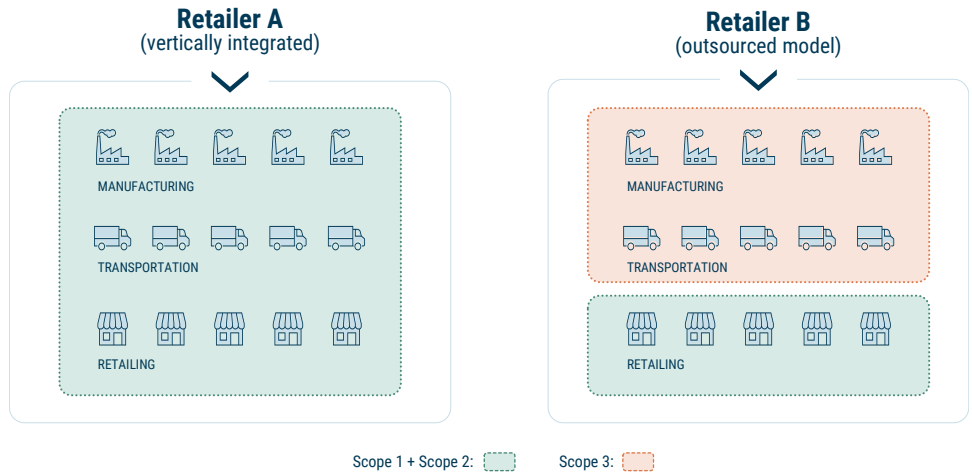 Retailer A
(vertically integrated)
MANUFACTURING
TRANSPORTATION
RETAILING
Retailer B
(outsourced model)
MANUFACTURING
TRANSPORTATION
RETAILING
Scope 1 + Scope 2:
Scope 3: